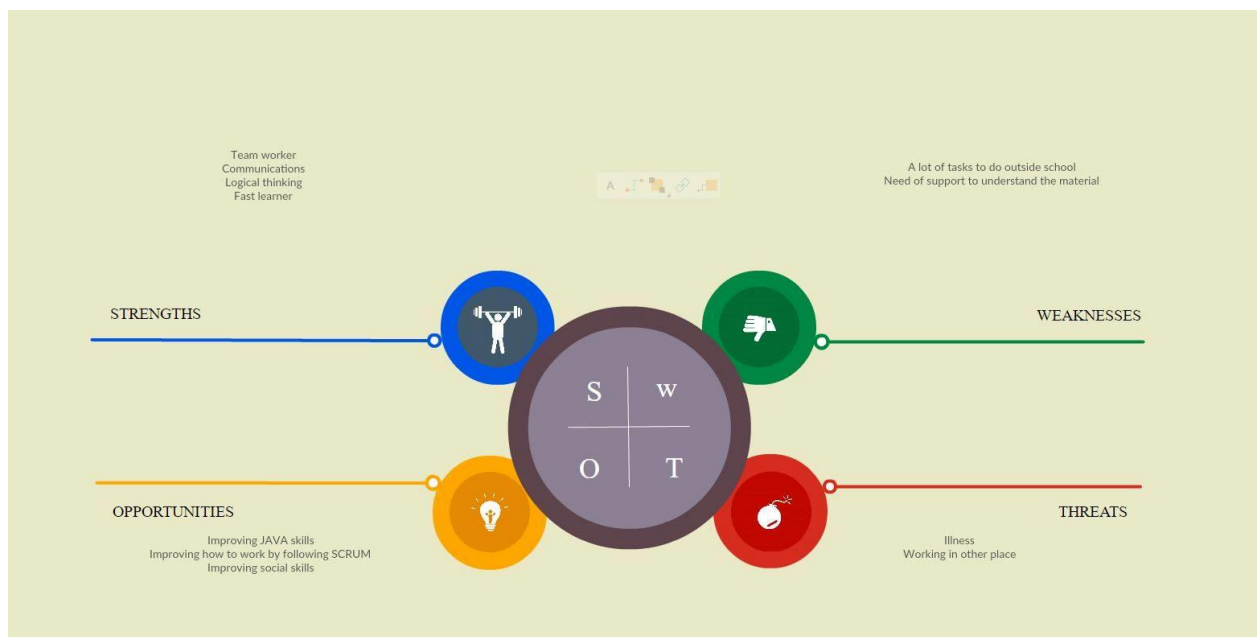 Team worker
Communications
Logical thinking
Fast learner
A lot of tasks to do outside school
Need of support to understand the material
A
STRENGTHS
WEAKNESSES
S
w
O
T
OPPORTUNITIES
Improving JAVA skills
Improving how to work by following SCRUM
Improving social skills
THREATS
Illness
Working in other place